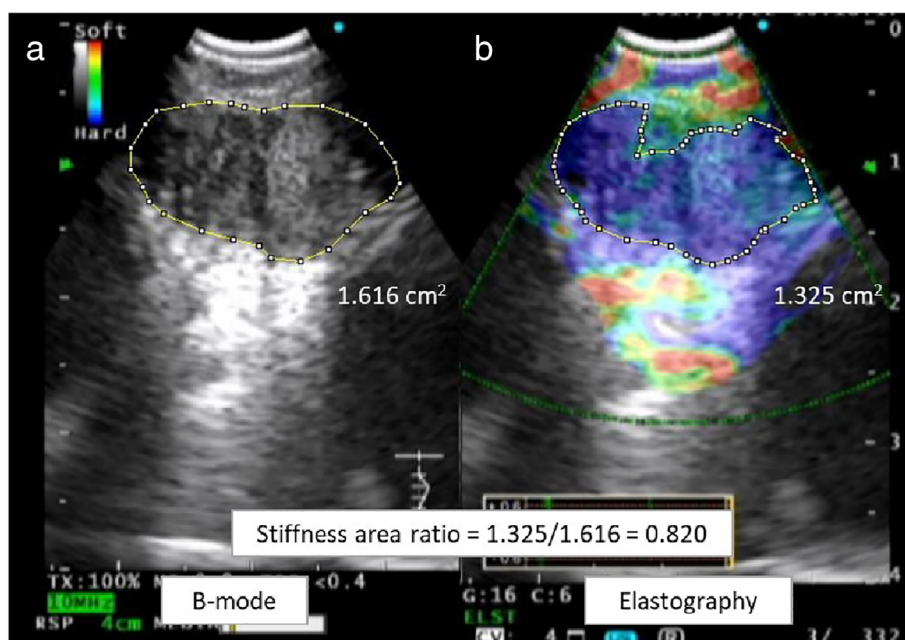 a
Soft
Hard
b
0
1
2
3
4
1.616 cm²
1.325 cm²
Stiffness area ratio = 1.325/1.616 = 0.820
TX:100%
<0.4
10MHz
RSP 4cm
B-mode
G:16 C:6
ELST
Elastography